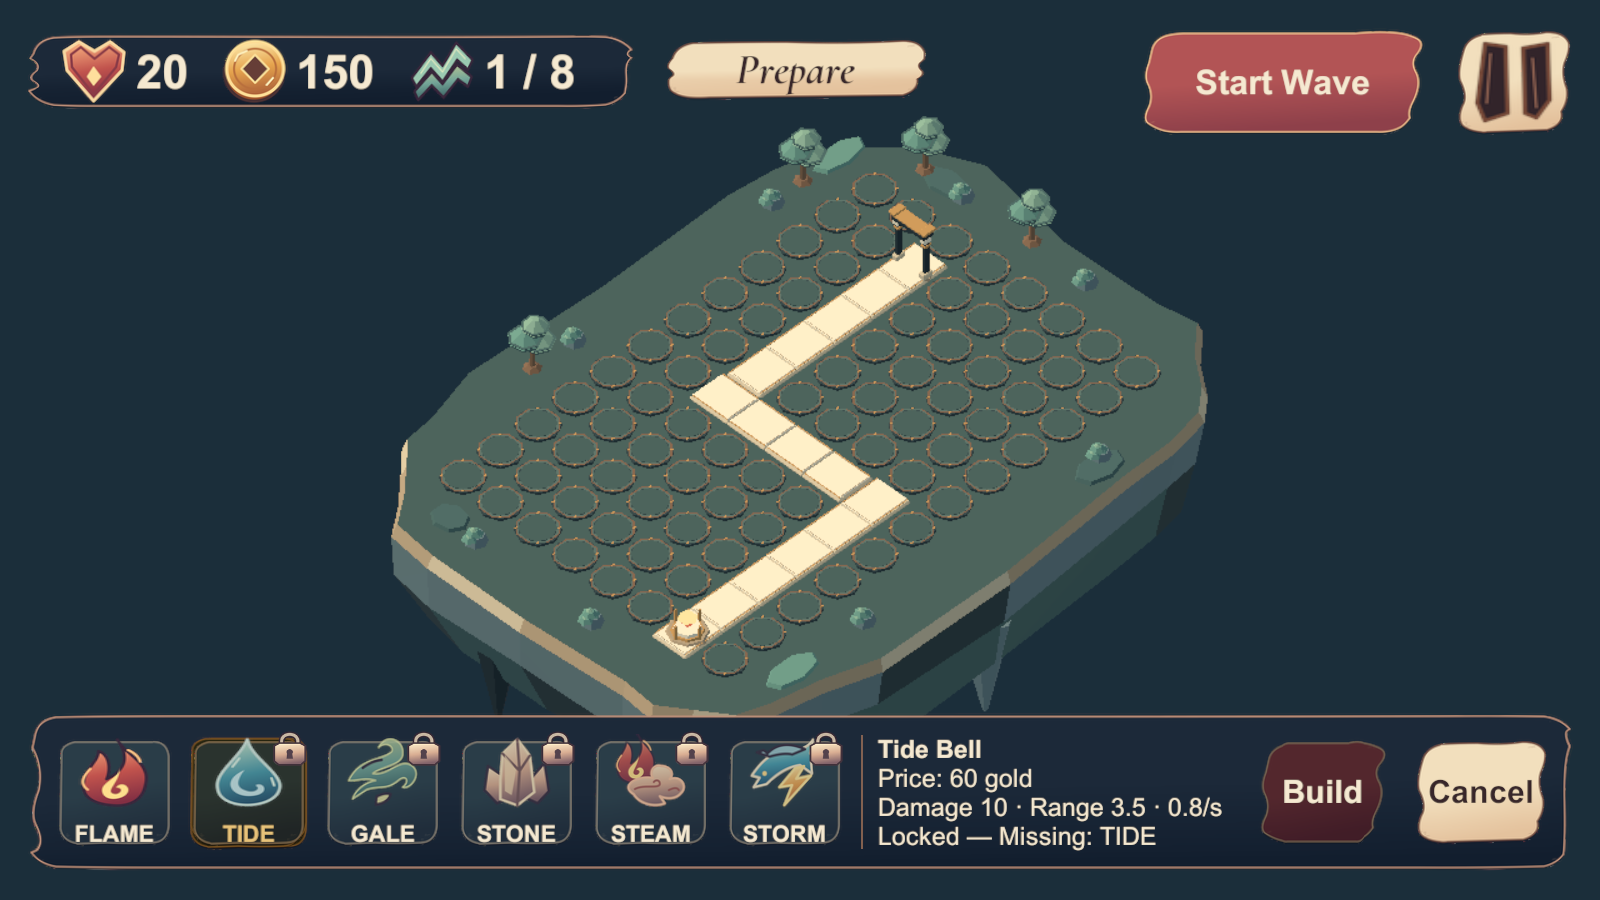 20
150
1 / 8
Prepare
Start Wave
FLAME
TIDE
GALE
STONE
STEAM
STORM
Tide Bell
Price: 60 gold
Damage 10 · Range 3.5 · 0.8/s
Locked — Missing: TIDE
Build
Cancel